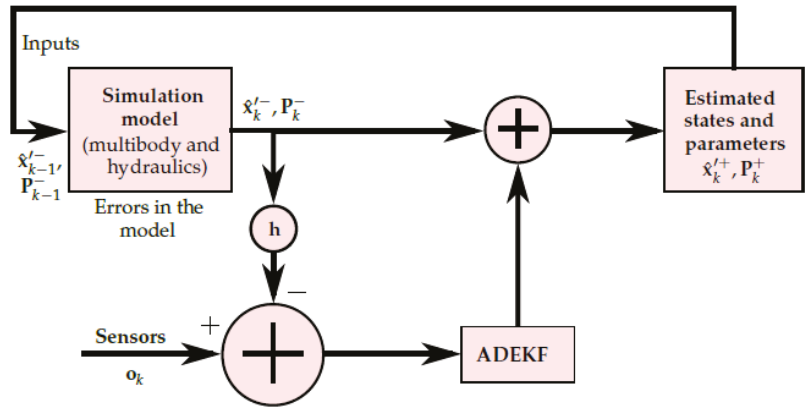 Inputs
Simulation
model
(multibody and
hydraulics)
x̂′⁻ₖ₋₁,
P⁻ₖ₋₁
Errors in the
model
x̂′⁻ₖ, P⁻ₖ
h
+
−
+
Sensors
oₖ
+
ADEKF
Estimated
states and
parameters
x̂′⁺ₖ, P⁺ₖ